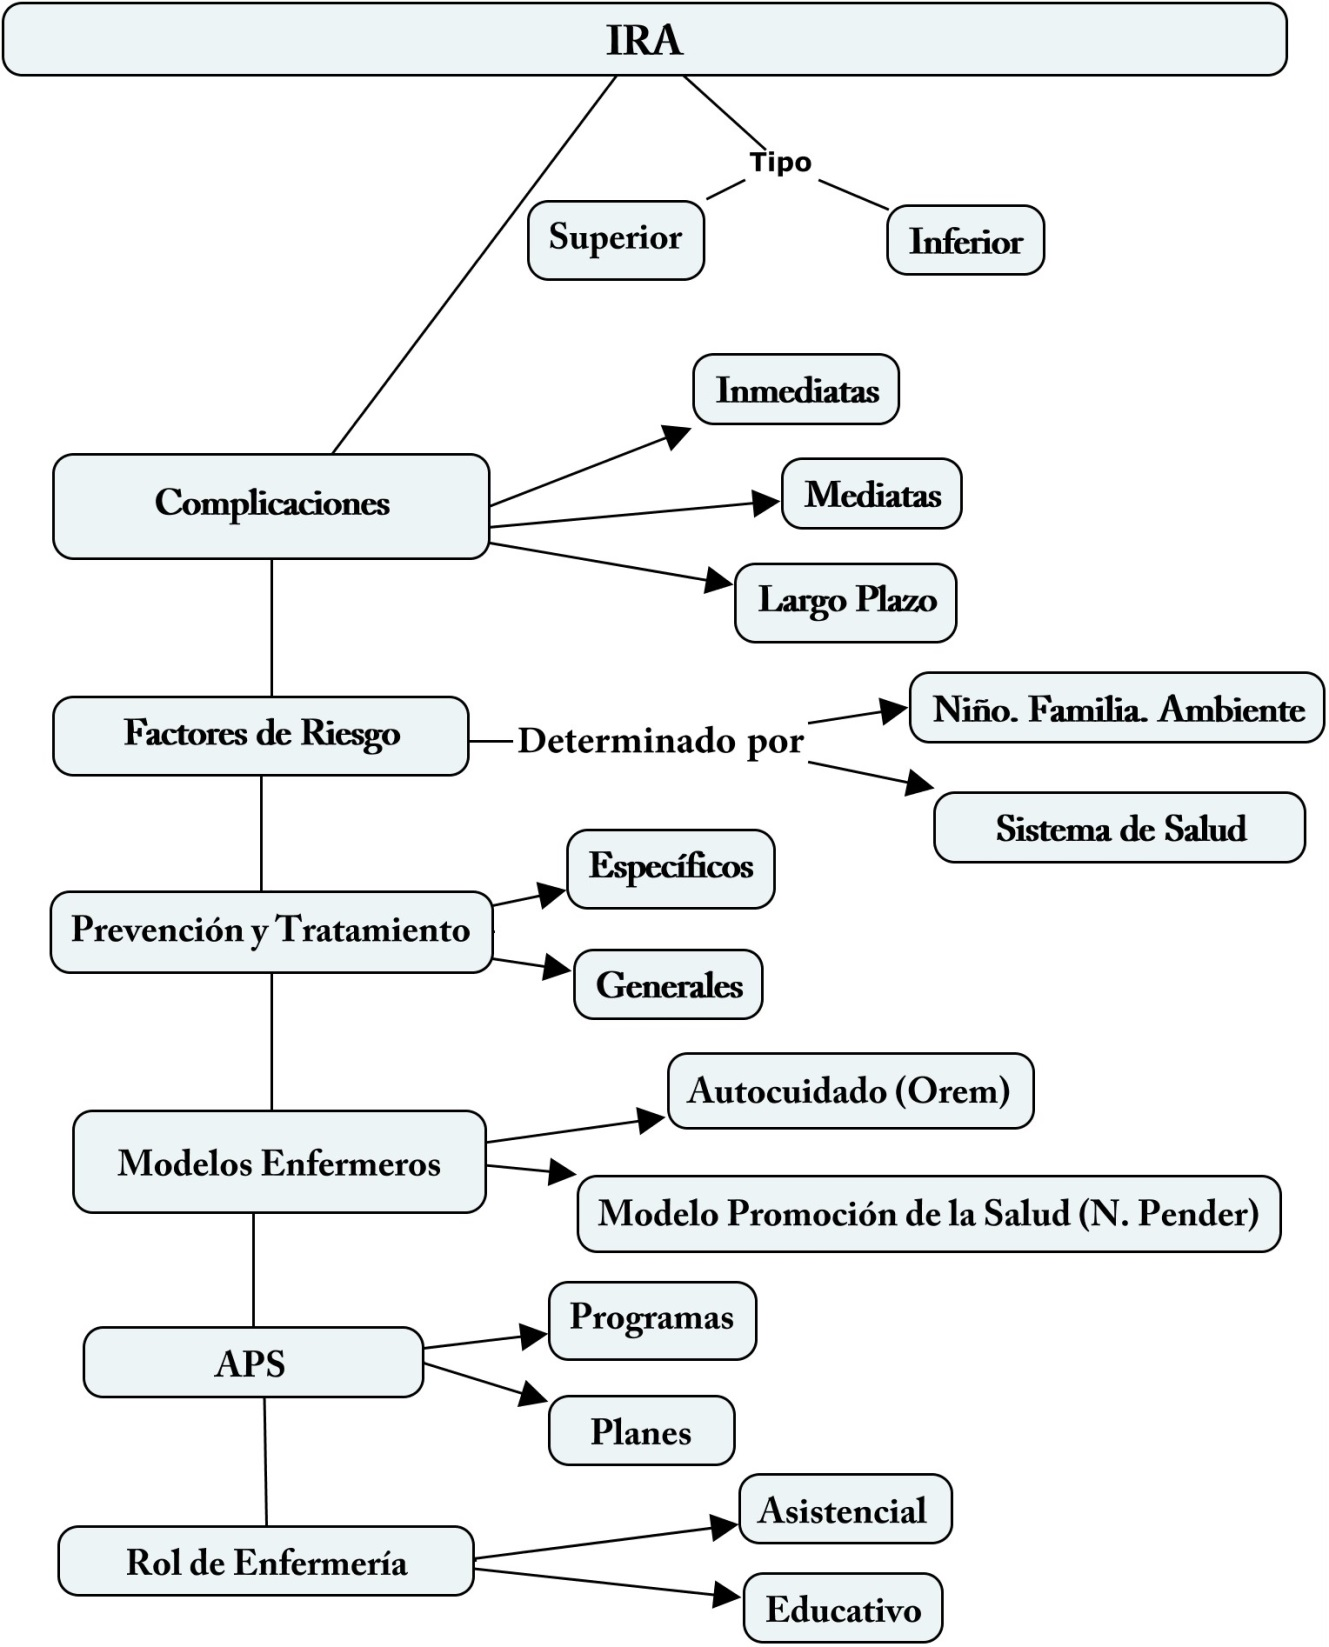 IRA
Tipo
Superior
Inferior
Inmediatas
Complicaciones
Mediatas
Largo Plazo
Factores de Riesgo
Determinado por
Niño. Familia. Ambiente
Sistema de Salud
Específicos
Prevención y Tratamiento
Generales
Autocuidado (Orem)
Modelos Enfermeros
Modelo Promoción de la Salud (N. Pender)
Programas
APS
Planes
Asistencial
Rol de Enfermería
Educativo